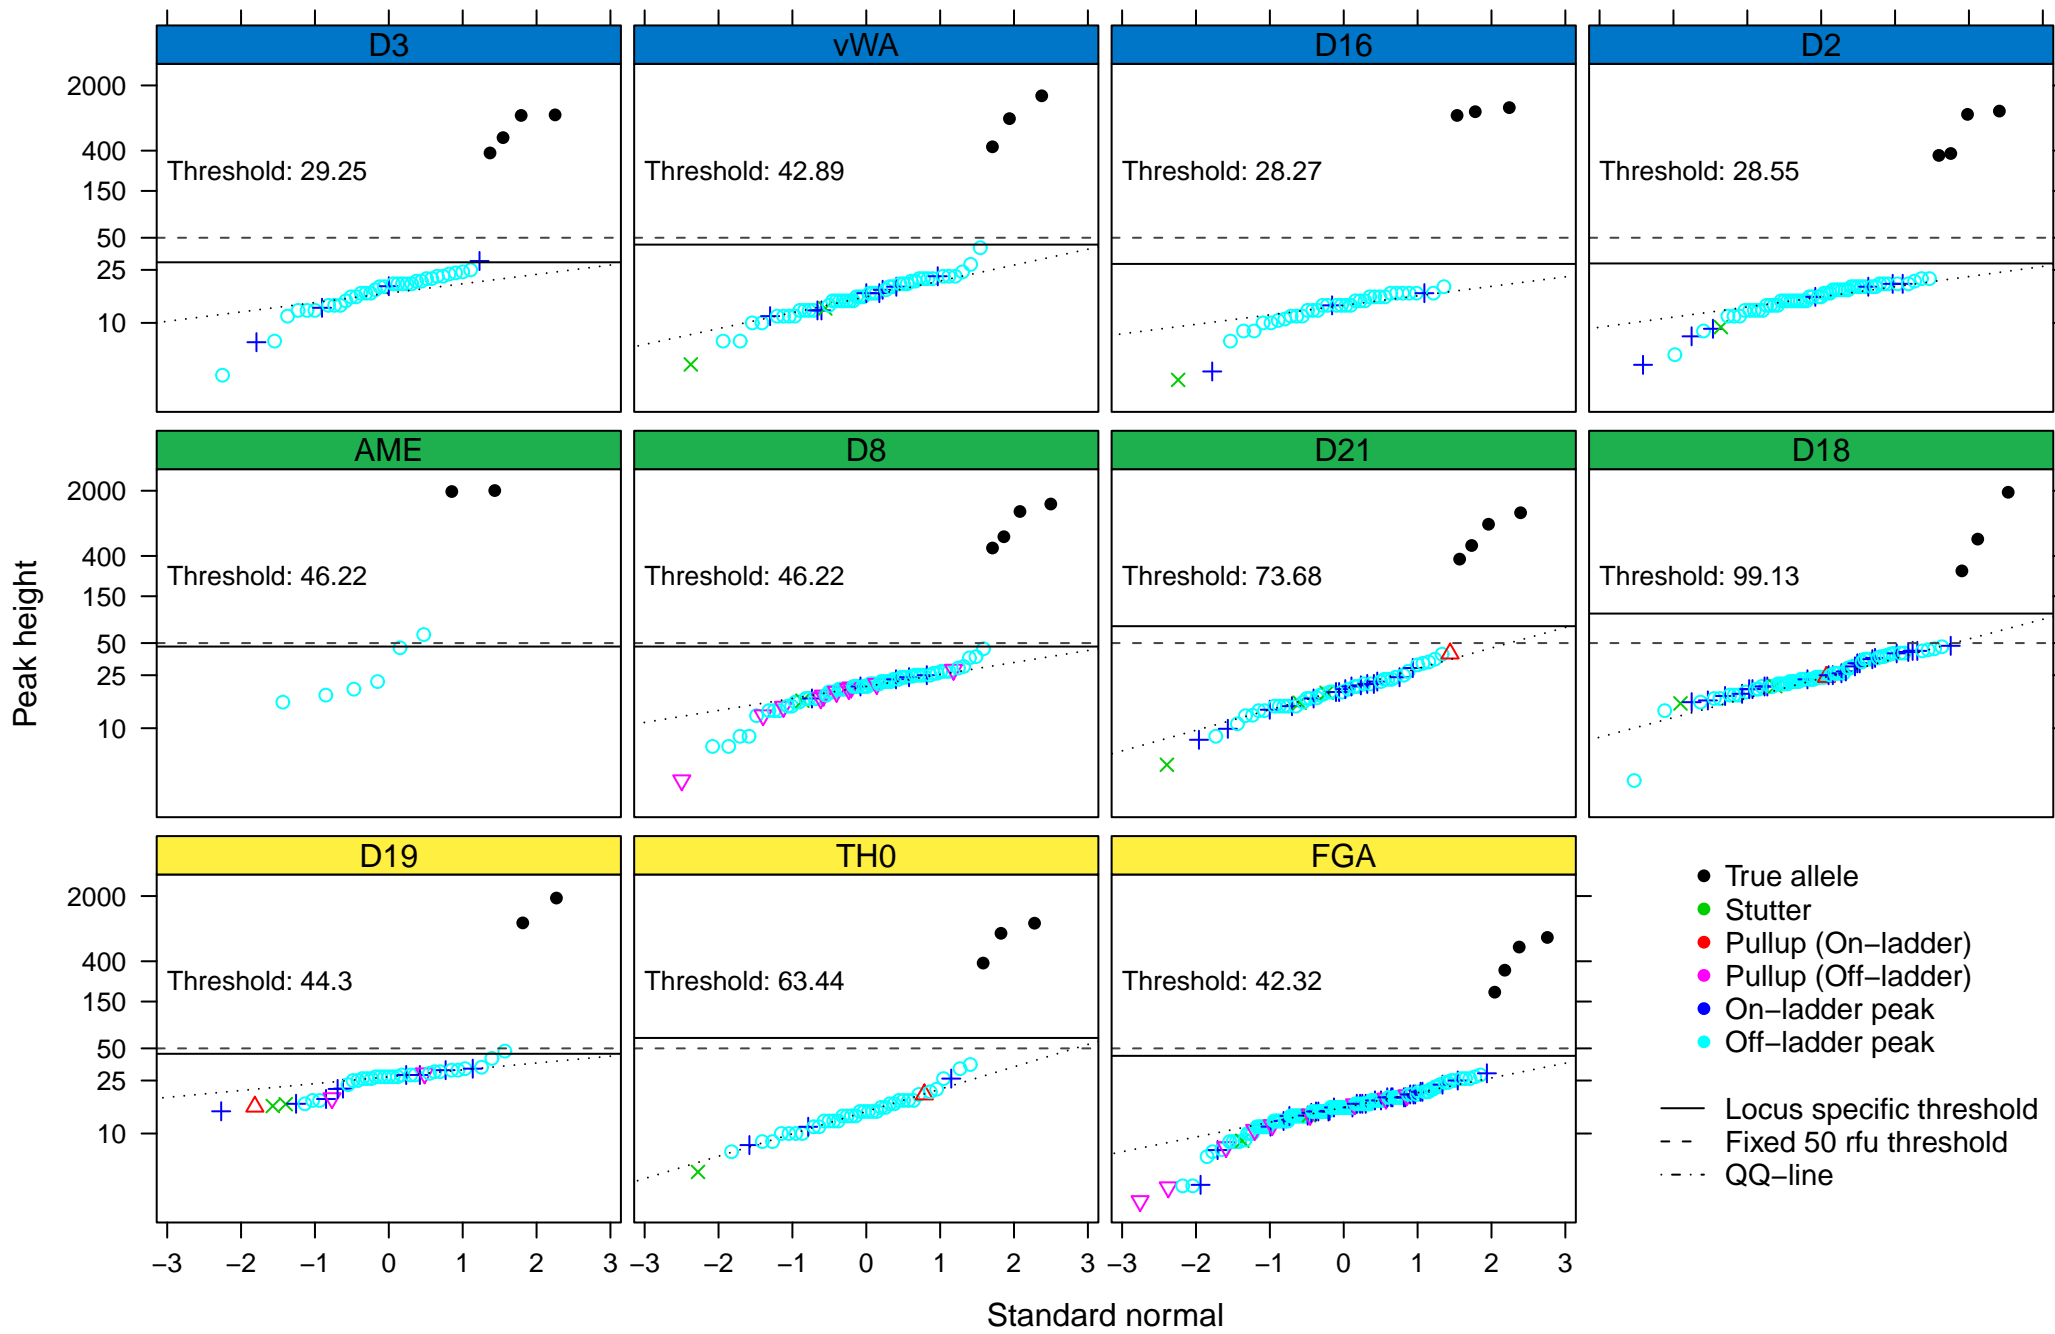 D3 vWA D16 D2
2000
400
150
50
25
10
Threshold: 29.25
Threshold: 42.89
Threshold: 28.27
Threshold: 28.55
AME D8 D21 D18
2000
400
150
50
25
10
Threshold: 46.22
Threshold: 46.22
Threshold: 73.68
Threshold: 99.13
Peak height
D19 TH0 FGA
2000
400
150
50
25
10
Threshold: 44.3
Threshold: 63.44
Threshold: 42.32
True allele
Stutter
Pullup (On−ladder)
Pullup (Off−ladder)
On−ladder peak
Off−ladder peak
Locus specific threshold
Fixed 50 rfu threshold
QQ−line
−3 −2 −1 0 1 2 3 −3 −2 −1 0 1 2 3 −3 −2 −1 0 1 2 3
Standard normal